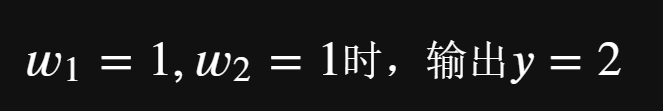 w₁ = 1, w₂ = 1时，输出y = 2